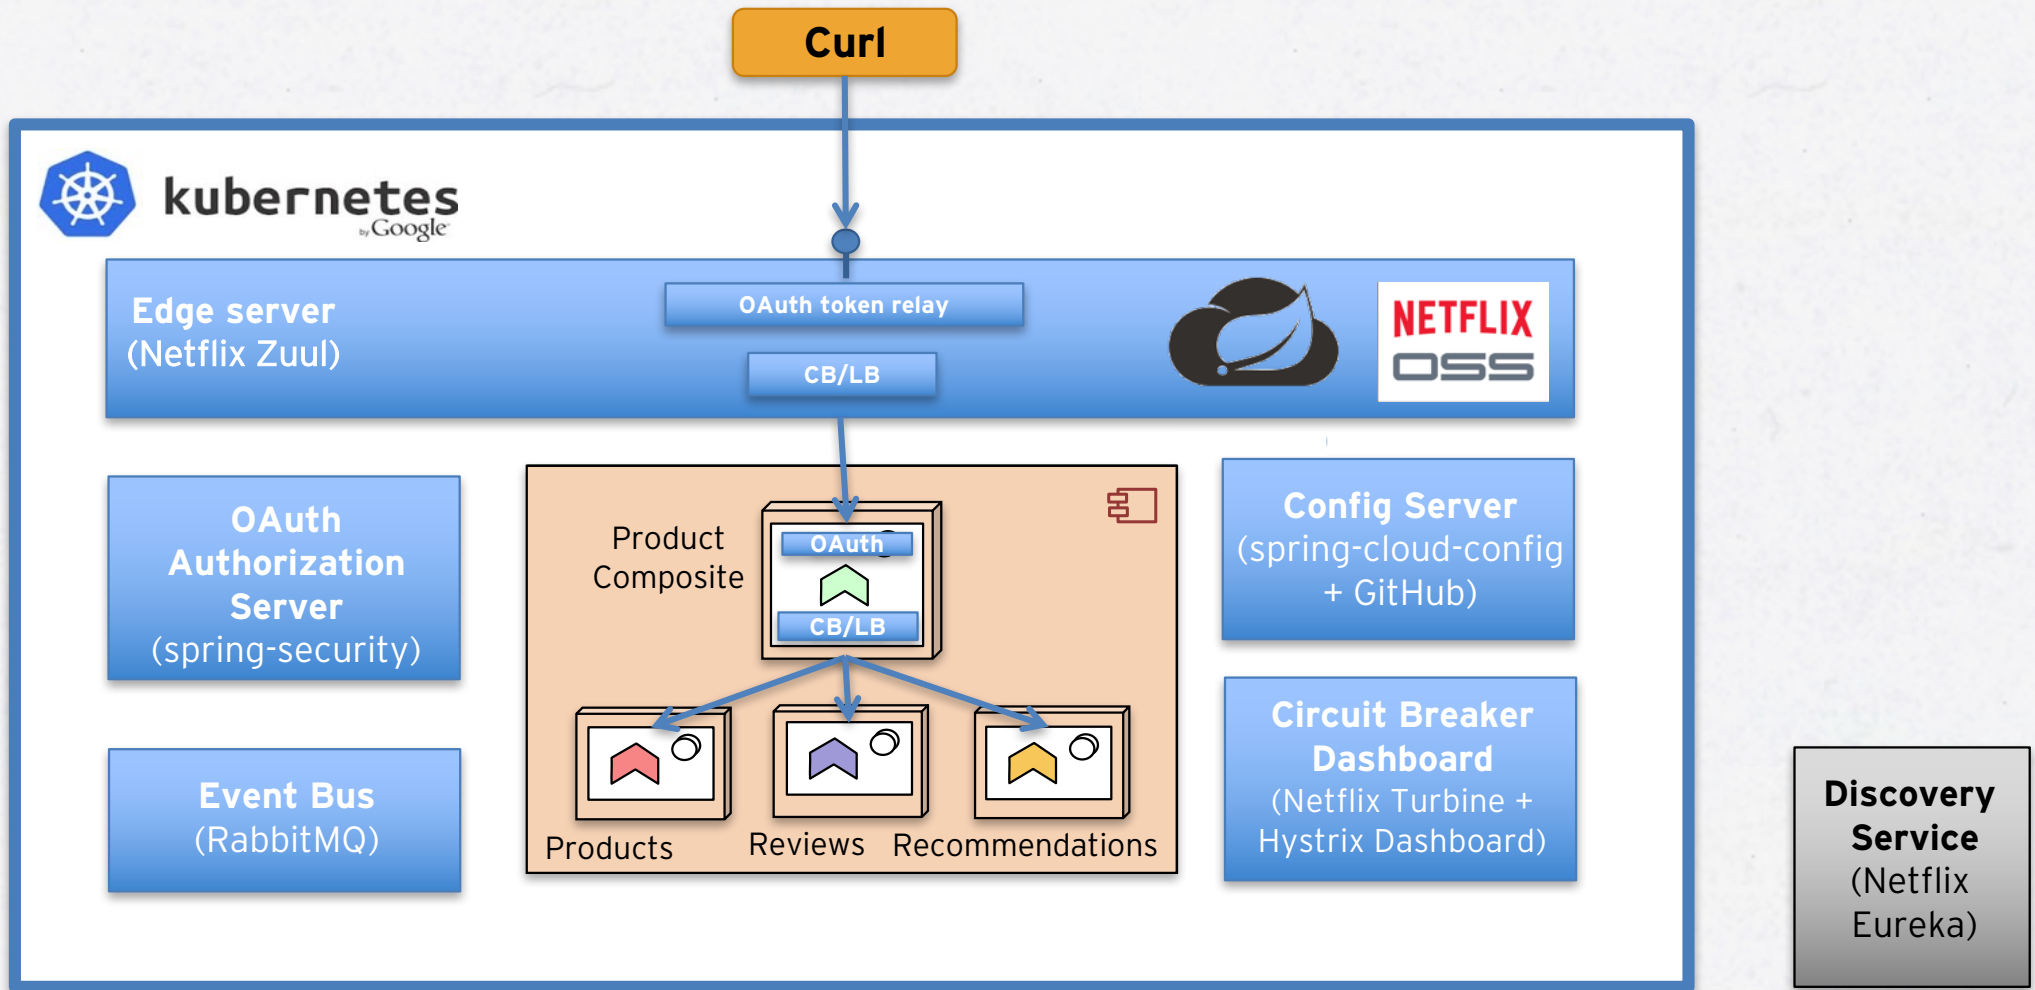 Curl
kubernetes
by Google
Edge server
(Netflix Zuul)
OAuth token relay
CB/LB
NETFLIX
OSS
OAuth
Authorization
Server
(spring-security)
Event Bus
(RabbitMQ)
Product
Composite
OAuth
CB/LB
Products
Reviews
Recommendations
Config Server
(spring-cloud-config
+ GitHub)
Circuit Breaker
Dashboard
(Netflix Turbine +
Hystrix Dashboard)
Discovery
Service
(Netflix
Eureka)